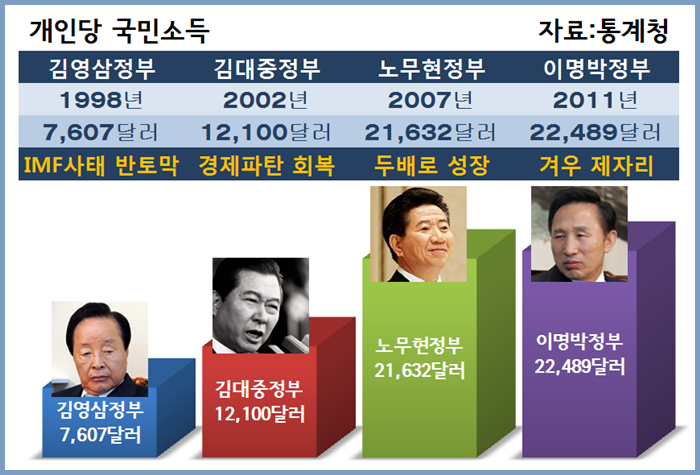 개인당 국민소득 자료:통계청
김영삼정부 김대중정부 노무현정부 이명박정부
1998년 2002년 2007년 2011년
7,607달러 12,100달러 21,632달러 22,489달러
IMF사태 반토막 경제파탄 회복 두배로 성장 겨우 제자리
김영삼정부
7,607달러
김대중정부
12,100달러
노무현정부
21,632달러
이명박정부
22,489달러